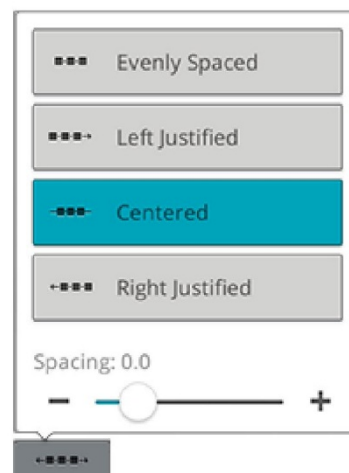 Evenly Spaced
Left Justified
Centered
Right Justified
Spacing: 0.0